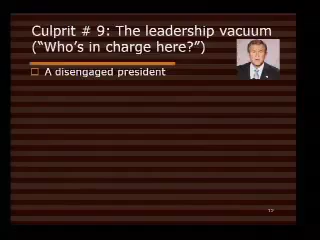 Culprit # 9: The leadership vacuum
(“Who’s in charge here?”)
A disengaged president